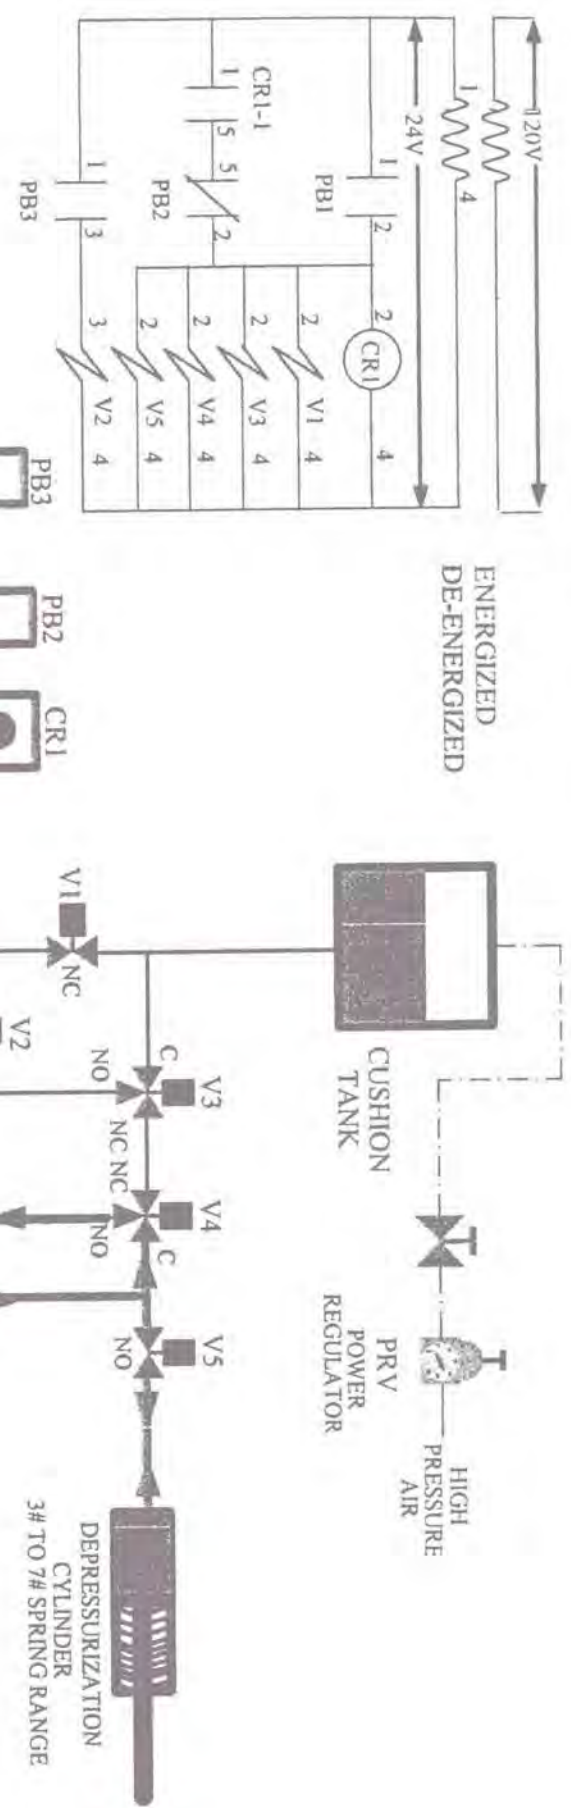 120V
1
4
24V
1
PB1
2
2
CR1
4
CR1-1
1
5
5
PB2
2
2
V1
4
2
V3
4
2
V4
4
2
V5
4
1
PB3
3
3
V2
4
ENERGIZED
DE-ENERGIZED
PB3
PB2
CR1
CUSHION
TANK
PRV
POWER
REGULATOR
HIGH
PRESSURE
AIR
V1
NC
V2
C
V3
NO
NC NC
V4
NO
C
V5
NO
DEPRESSURIZATION
CYLINDER
3# TO 7# SPRING RANGE